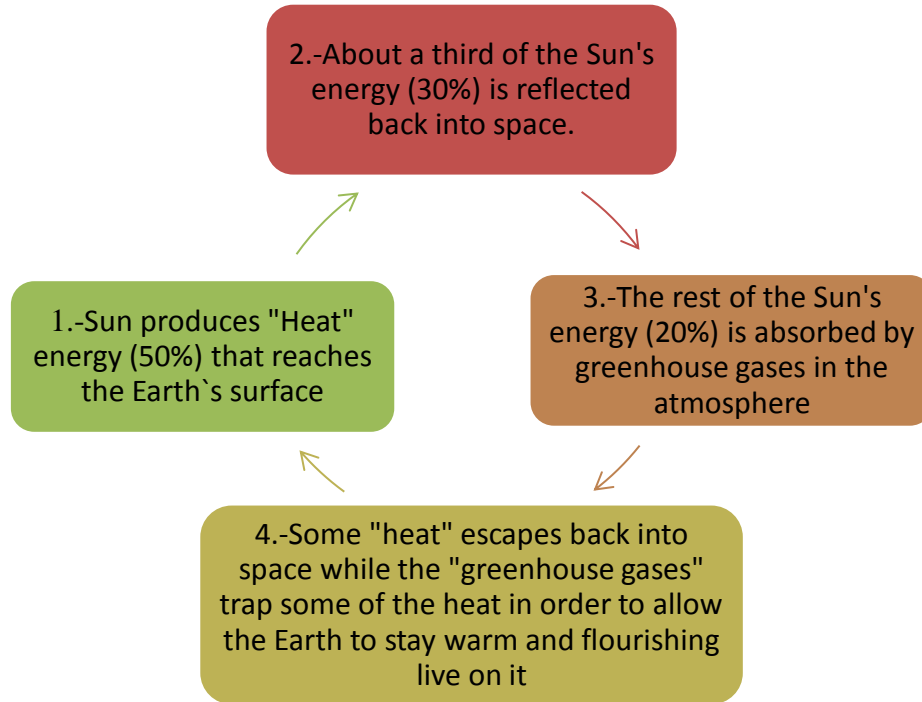 2.-About a third of the Sun's
energy (30%) is reflected
back into space.
1.-Sun produces "Heat"
energy (50%) that reaches
the Earth`s surface
3.-The rest of the Sun's
energy (20%) is absorbed by
greenhouse gases in the
atmosphere
4.-Some "heat" escapes back into
space while the "greenhouse gases"
trap some of the heat in order to allow
the Earth to stay warm and flourishing
live on it